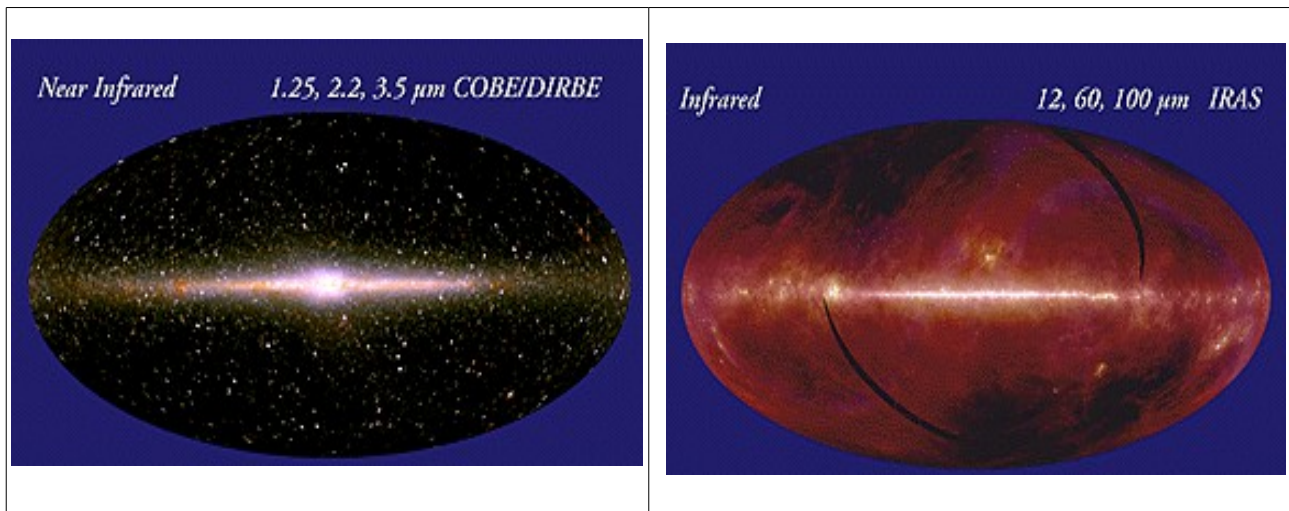 Near Infrared 1.25, 2.2, 3.5 µm COBE/DIRBE
Infrared 12, 60, 100 µm IRAS